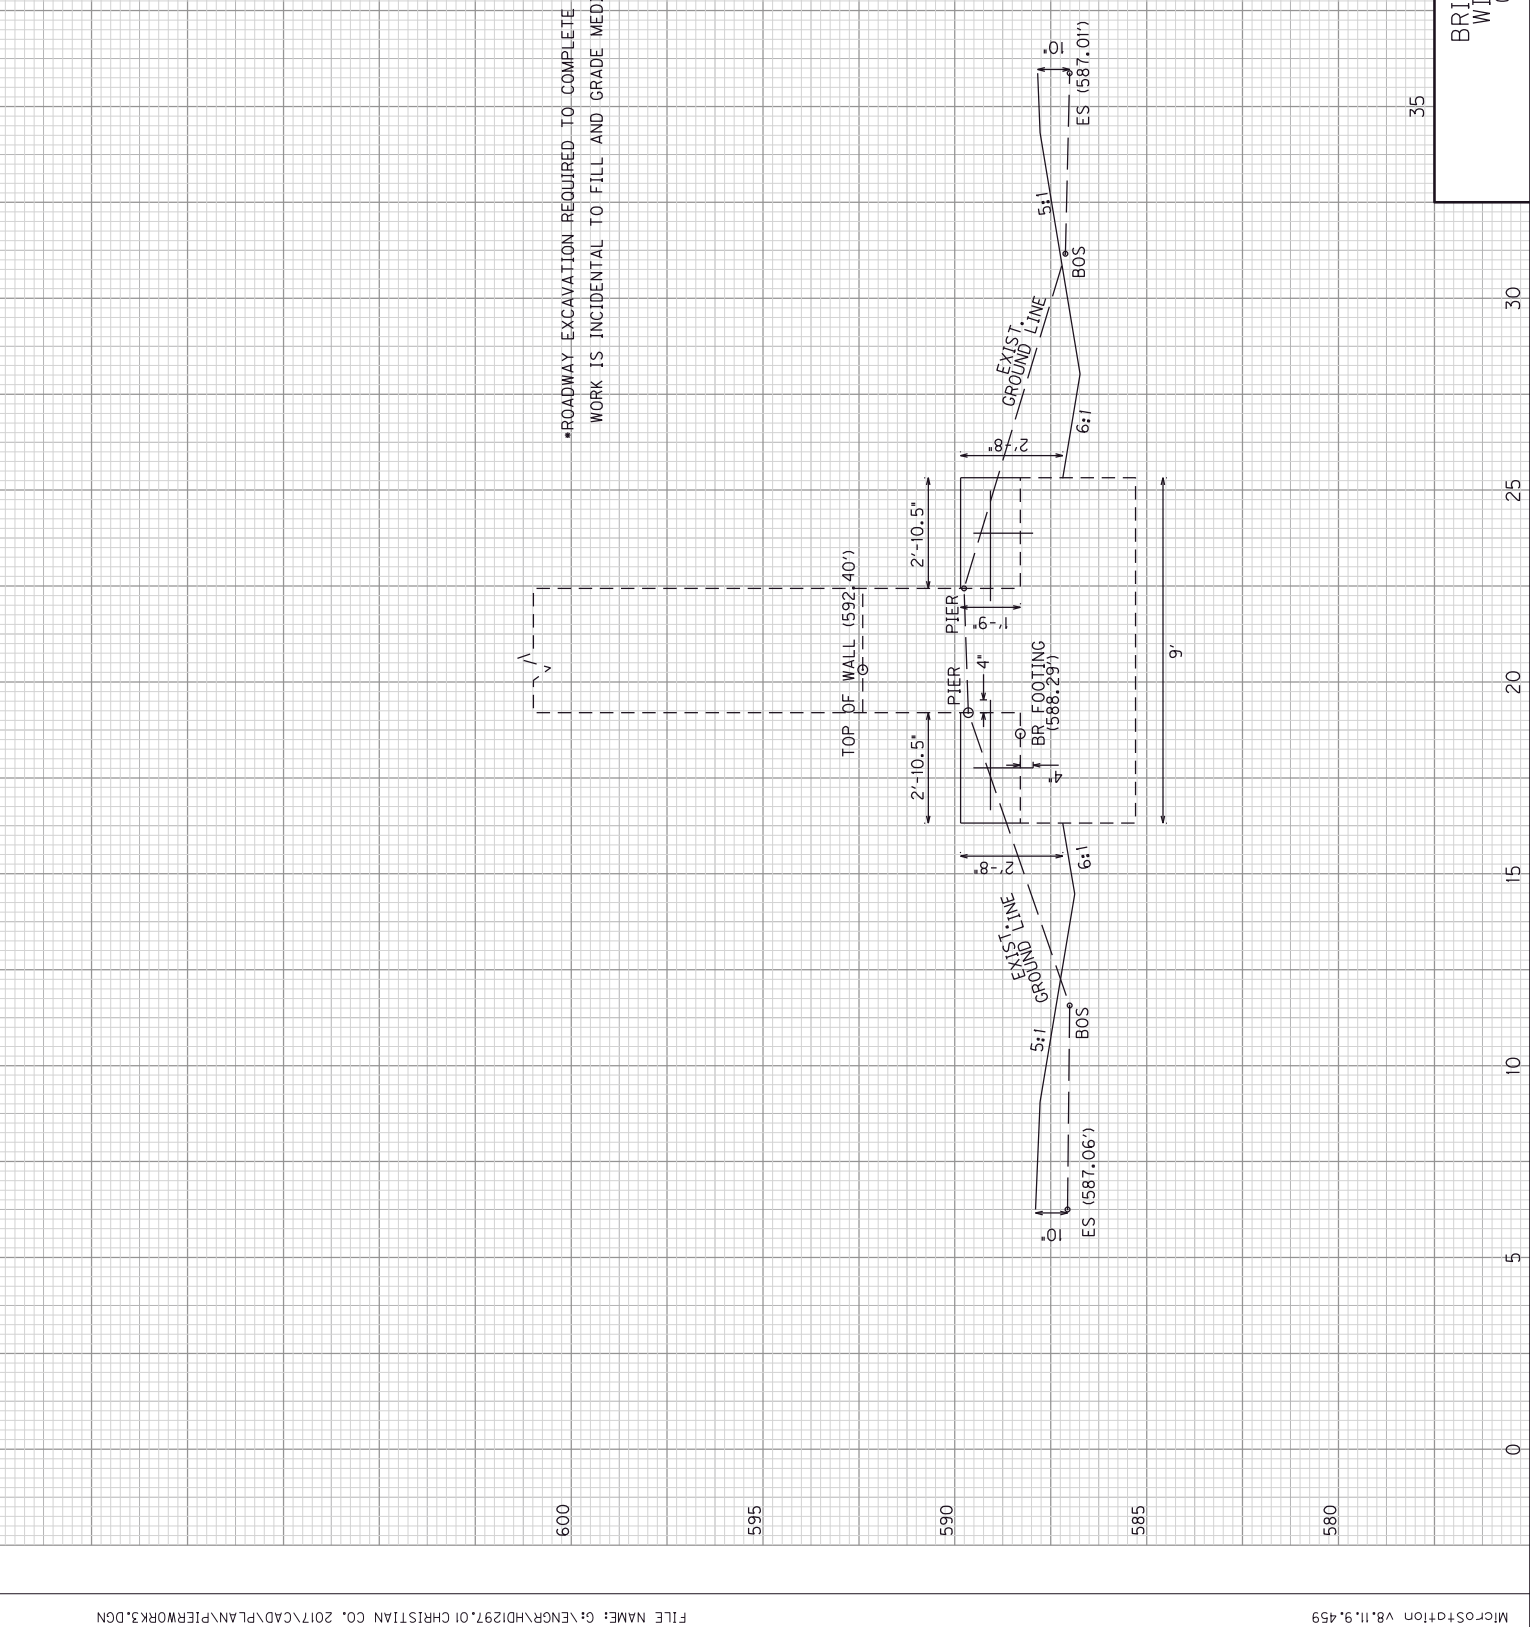 *ROADWAY EXCAVATION REQUIRED TO COMPLETE
WORK IS INCIDENTAL TO FILL AND GRADE MEDI
TOP OF WALL (592.40')
2'-10.5"
2'-10.5"
PIER
PIER
4"
1'-9"
BR FOOTING
(588.29')
4"
2'-8"
2'-8"
EXIST.
GROUND LINE
EXIST.
GROUND LINE
10"
5:1
BOS
6:1
9'
6:1
BOS
5:1
10"
ES (587.06')
ES (587.01')
600
595
590
585
580
0
5
10
15
20
25
30
35
BRI
WI
FILE NAME: G:\ENGR\HD1297.01 CHRISTIAN CO. 2017\CAD\PLAN\PIERWORK3.DGN
MicroStation v8.11.9.459